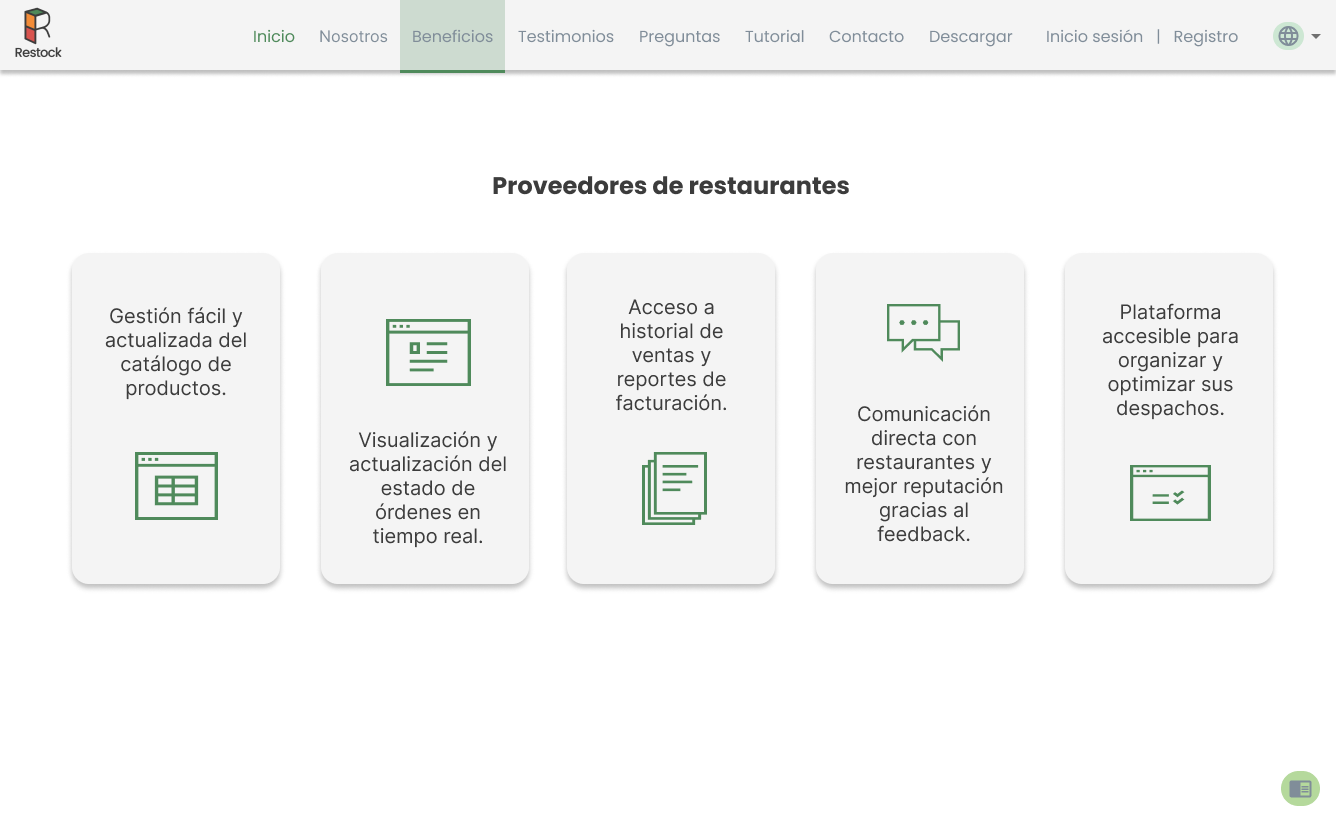 Restock
Inicio
Nosotros
Beneficios
Testimonios
Preguntas
Tutorial
Contacto
Descargar
Inicio sesión | Registro
Proveedores de restaurantes
Gestión fácil y
actualizada del
catálogo de
productos.
Visualización y
actualización del
estado de
órdenes en
tiempo real.
Acceso a
historial de
ventas y
reportes de
facturación.
Comunicación
directa con
restaurantes y
mejor reputación
gracias al
feedback.
Plataforma
accesible para
organizar y
optimizar sus
despachos.